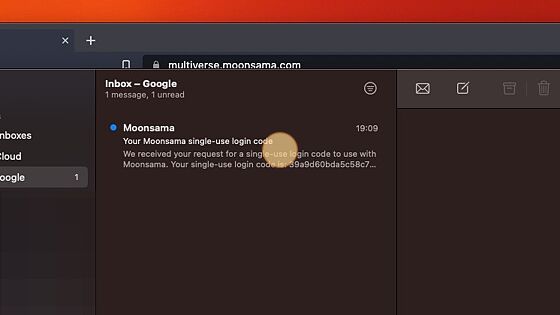 multiverse.moonsama.com
Inbox – Google
1 message, 1 unread
nboxes
Cloud
oogle 1
Moonsama 19:09
Your Moonsama single-use login code
We received your request for a single-use login code to use with
Moonsama. Your single-use login code is: 39a9d60bda5c58c7...